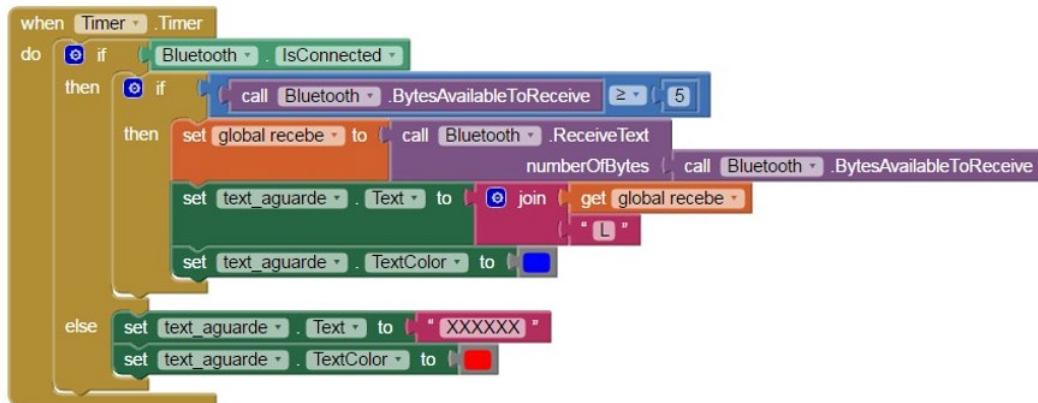 when Timer .Timer
do if Bluetooth . IsConnected
then if call Bluetooth .BytesAvailableToReceive ≥ 5
then set global recebe to call Bluetooth .ReceiveText
numberOfBytes call Bluetooth .BytesAvailableToReceive
set text_aguarde . Text to join get global recebe
" L "
set text_aguarde . TextColor to
else set text_aguarde . Text to " XXXXXX "
set text_aguarde . TextColor to